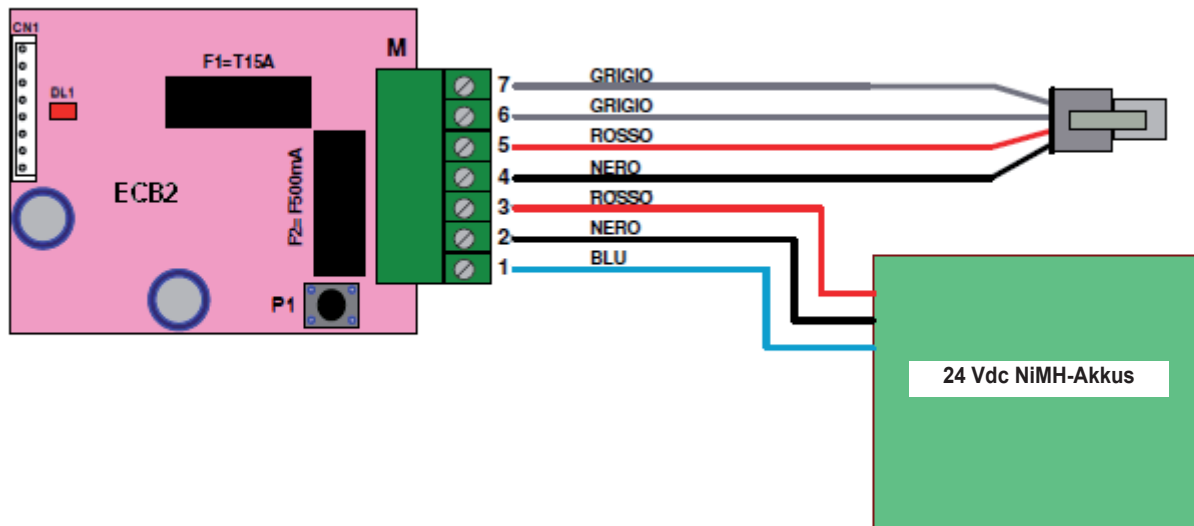 CN1
M
F1=T15A
DL1
7 GRIGIO
6 GRIGIO
5 ROSSO
4 NERO
3 ROSSO
2 NERO
1 BLU
ECB2
F2= F500mA
P1
24 Vdc NiMH-Akkus